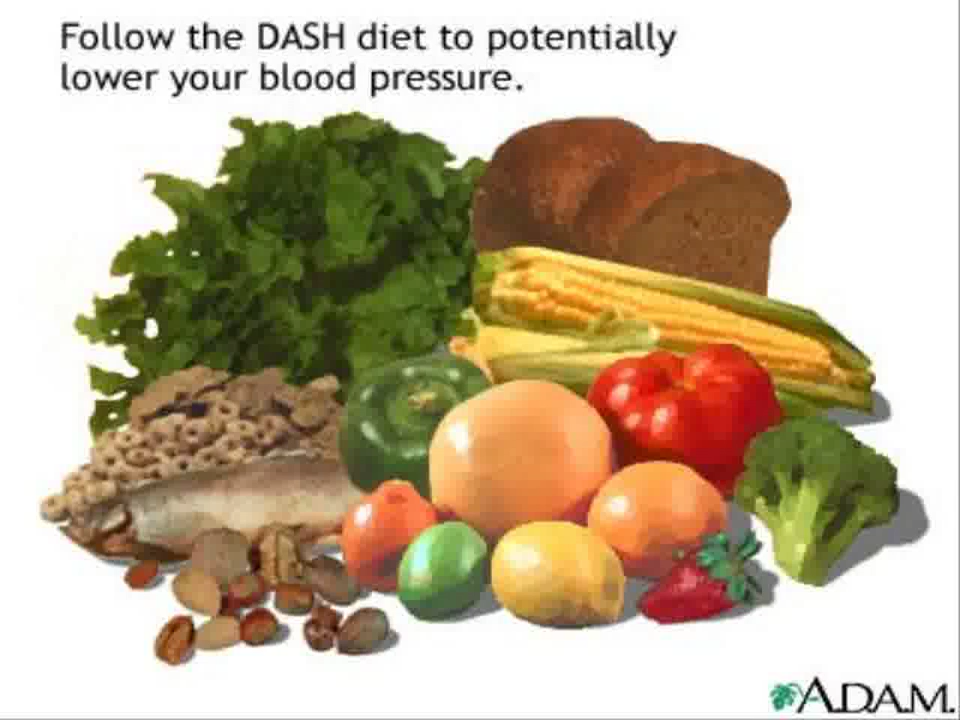 Follow the DASH diet to potentially
lower your blood pressure.
A.D.A.M.